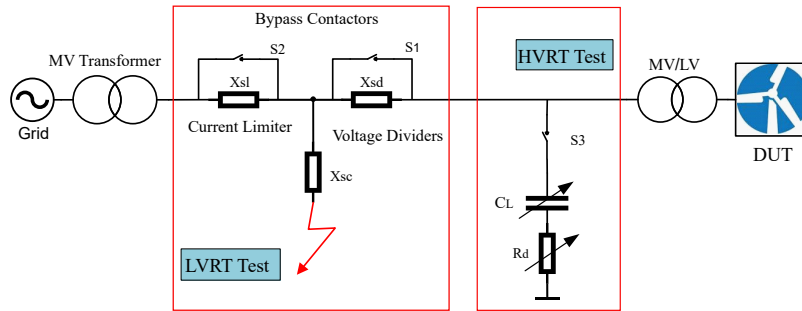 Bypass Contactors
MV Transformer
S2
S1
HVRT Test
MV/LV
Xsl
Xsd
Grid
Current Limiter
Voltage Dividers
S3
DUT
Xsc
CL
Rd
LVRT Test